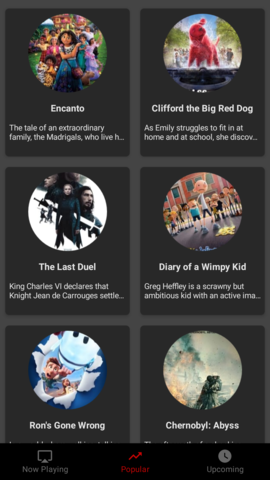 Encanto
The tale of an extraordinary
family, the Madrigals, who live h...
Clifford the Big Red Dog
As Emily struggles to fit in at
home and at school, she discov...
The Last Duel
King Charles VI declares that
Knight Jean de Carrouges settle...
Diary of a Wimpy Kid
Greg Heffley is a scrawny but
ambitious kid with an active ima...
Ron's Gone Wrong
Chernobyl: Abyss
Now Playing
Popular
Upcoming